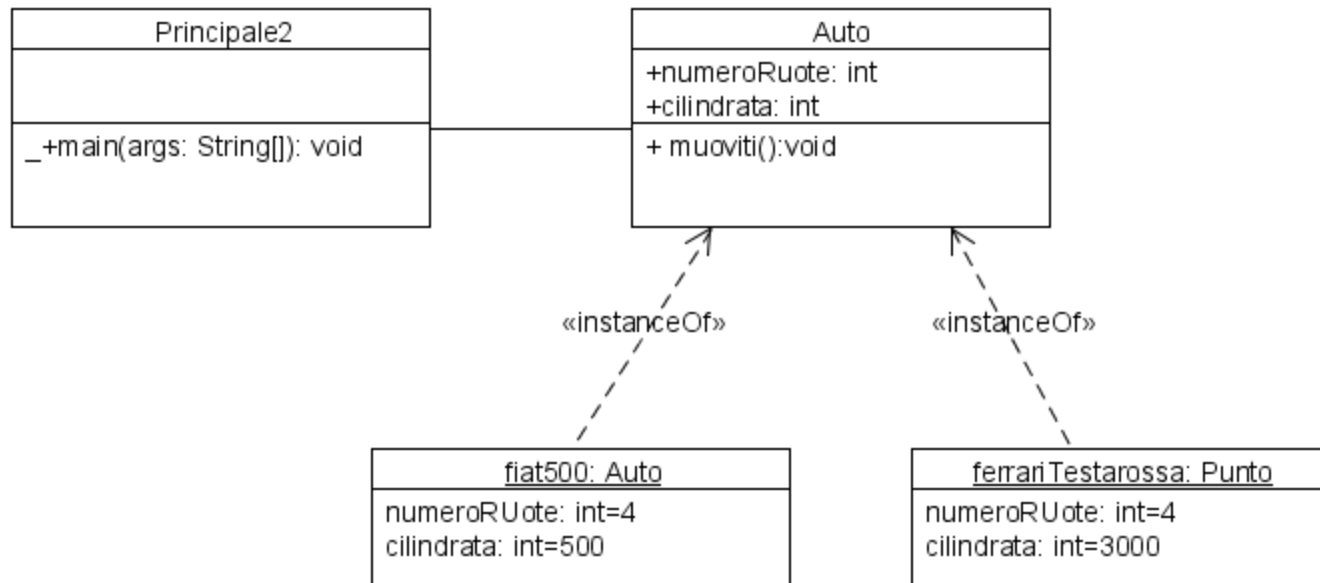 Principale2
_+main(args: String[]): void
Auto
+numeroRuote: int
+cilindrata: int
+ muoviti():void
«instanceOf»
«instanceOf»
fiat500: Auto
numeroRUote: int=4
cilindrata: int=500
ferrariTestarossa: Punto
numeroRUote: int=4
cilindrata: int=3000